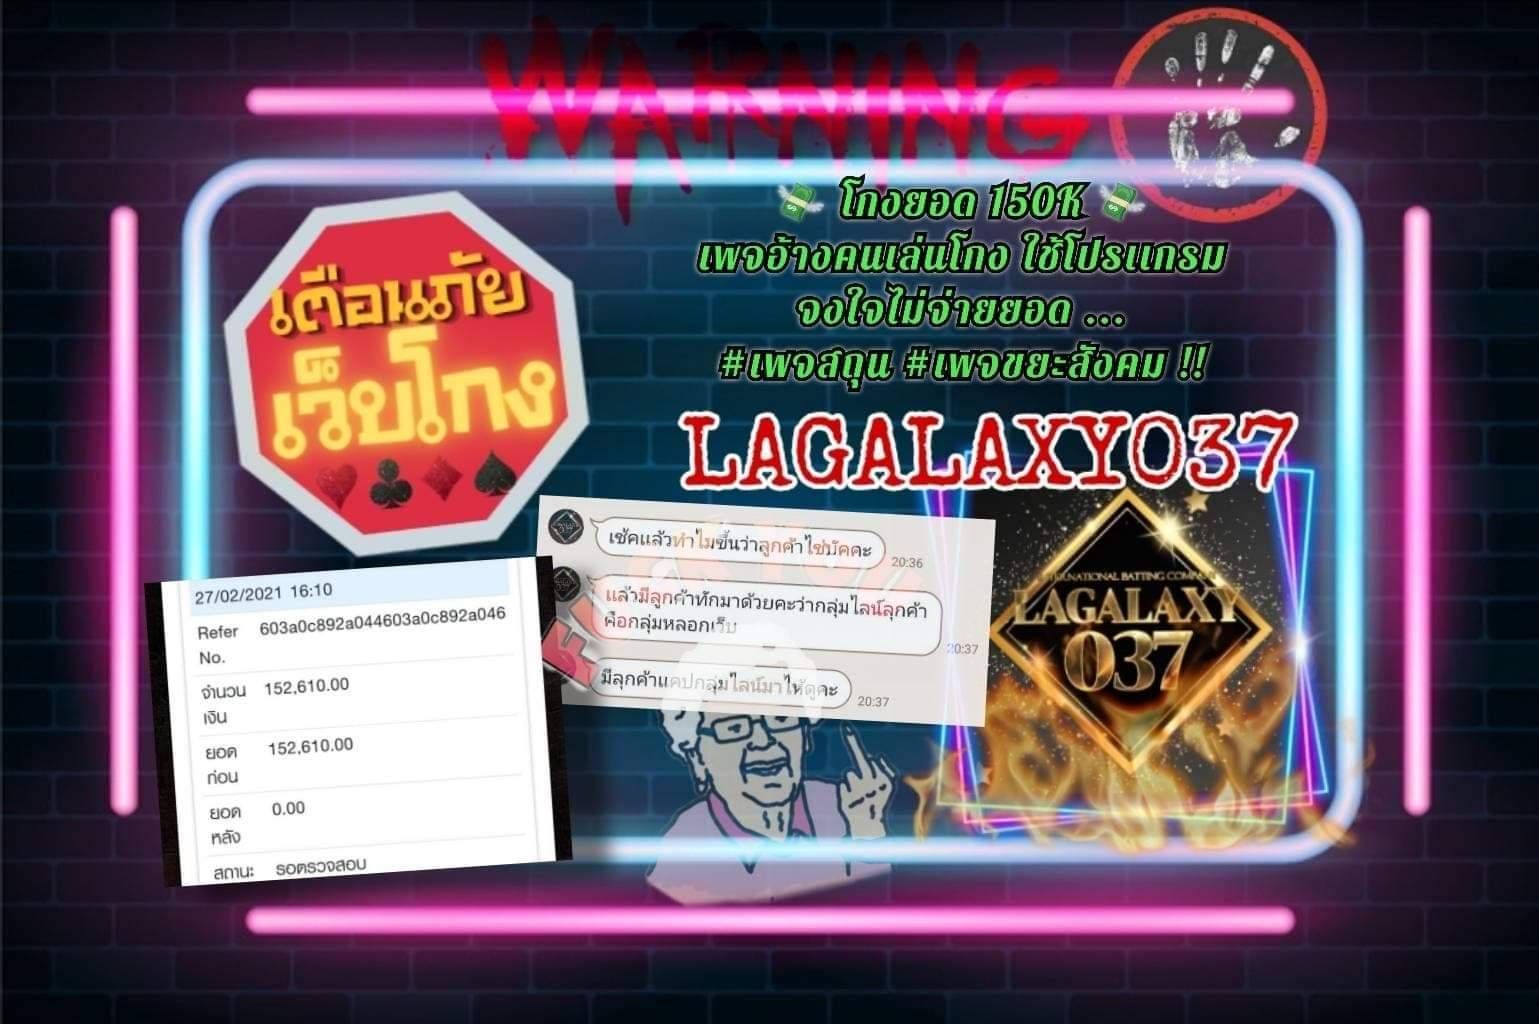 WARNING
💸 โกงยอด 150K 💸
เพจอ้างคนเล่นโกง ใช้โปรแกรม
จงใจไม่จ่ายยอด ...
#เพจสถุน #เพจขยะสังคม !!
เตือนภัย
เว็บโกง
LAGALAXY037
เช้คแล้วทำไมขึ้นว่าลูกค้าไช่มัคคะ
20:36
แล้วมีลูกค้าทักมาด้วยคะว่ากลุ่มไลน์ลุกค้า
คือกลุ่มหลอกเว็บ
20:37
มีลุกค้าแคปกลุ่มไลน์มาให้ดูคะ
20:37
27/02/2021 16:10
Refer No. 603a0c892a044603a0c892a046
จำนวนเงิน 152,610.00
ยอดก่อน 152,610.00
ยอดหลัง 0.00
สถานะ รอตรวจสอบ
INTERNATIONAL BATTING COMPANY
LAGALAXY
037